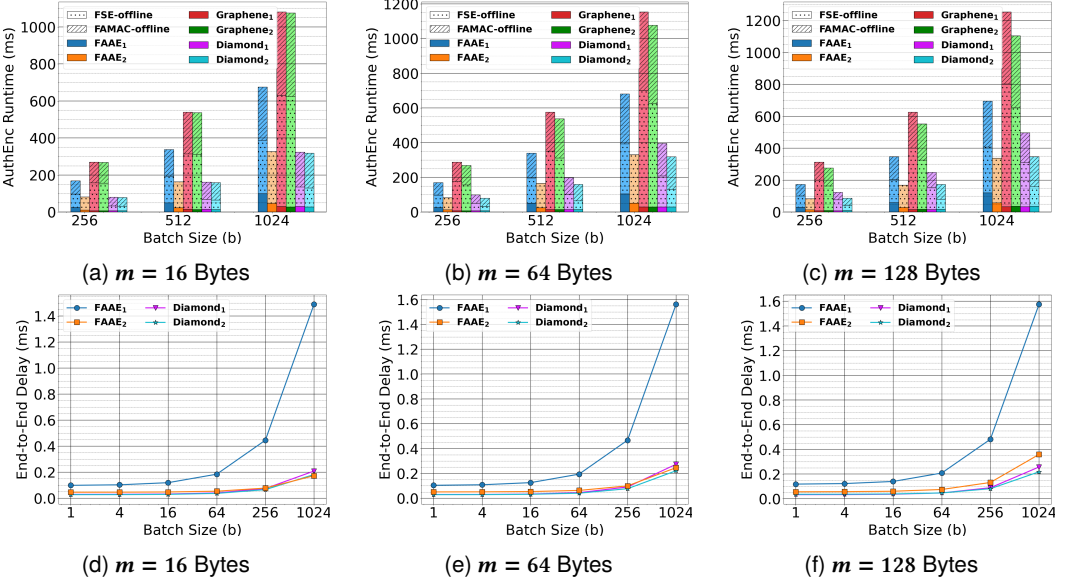 AuthEnc Runtime (ms)
1000
800
600
400
200
0
256
512
1024
Batch Size (b)
FSE-offline
FAMAC-offline
FAAE₁
FAAE₂
Graphene₁
Graphene₂
Diamond₁
Diamond₂
(a) m = 16 Bytes
AuthEnc Runtime (ms)
1200
1000
800
600
400
200
0
256
512
1024
Batch Size (b)
FSE-offline
FAMAC-offline
FAAE₁
FAAE₂
Graphene₁
Graphene₂
Diamond₁
Diamond₂
(b) m = 64 Bytes
AuthEnc Runtime (ms)
1200
1000
800
600
400
200
0
256
512
1024
Batch Size (b)
FSE-offline
FAMAC-offline
FAAE₁
FAAE₂
Graphene₁
Graphene₂
Diamond₁
Diamond₂
(c) m = 128 Bytes
End-to-End Delay (ms)
1.4
1.2
1.0
0.8
0.6
0.4
0.2
0.0
1
4
16
64
256
1024
Batch Size (b)
FAAE₁
FAAE₂
Diamond₁
Diamond₂
(d) m = 16 Bytes
End-to-End Delay (ms)
1.6
1.4
1.2
1.0
0.8
0.6
0.4
0.2
0.0
1
4
16
64
256
1024
Batch Size (b)
FAAE₁
FAAE₂
Diamond₁
Diamond₂
(e) m = 64 Bytes
End-to-End Delay (ms)
1.6
1.4
1.2
1.0
0.8
0.6
0.4
0.2
0.0
1
4
16
64
256
1024
Batch Size (b)
FAAE₁
FAAE₂
Diamond₁
Diamond₂
(f) m = 128 Bytes